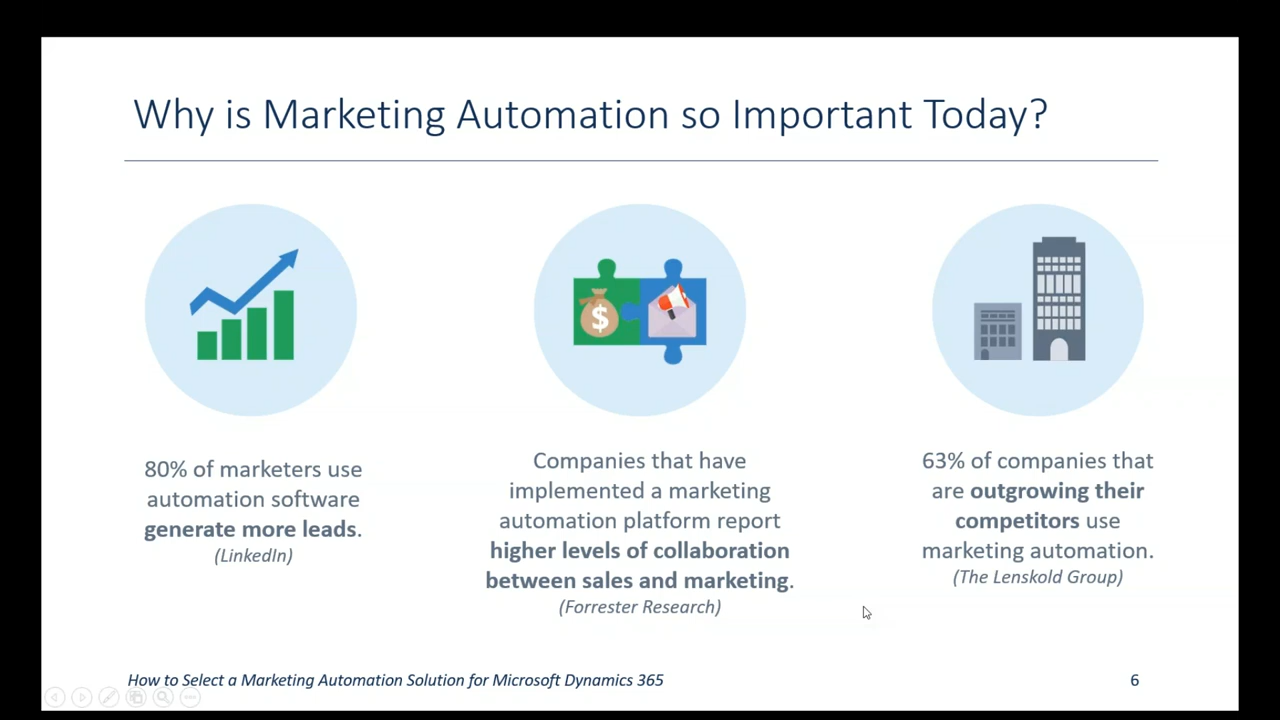 Why is Marketing Automation so Important Today?
$
80% of marketers use
automation software
generate more leads.
(LinkedIn)
Companies that have
implemented a marketing
automation platform report
higher levels of collaboration
between sales and marketing.
(Forrester Research)
63% of companies that
are outgrowing their
competitors use
marketing automation.
(The Lenskold Group)
How to Select a Marketing Automation Solution for Microsoft Dynamics 365
6